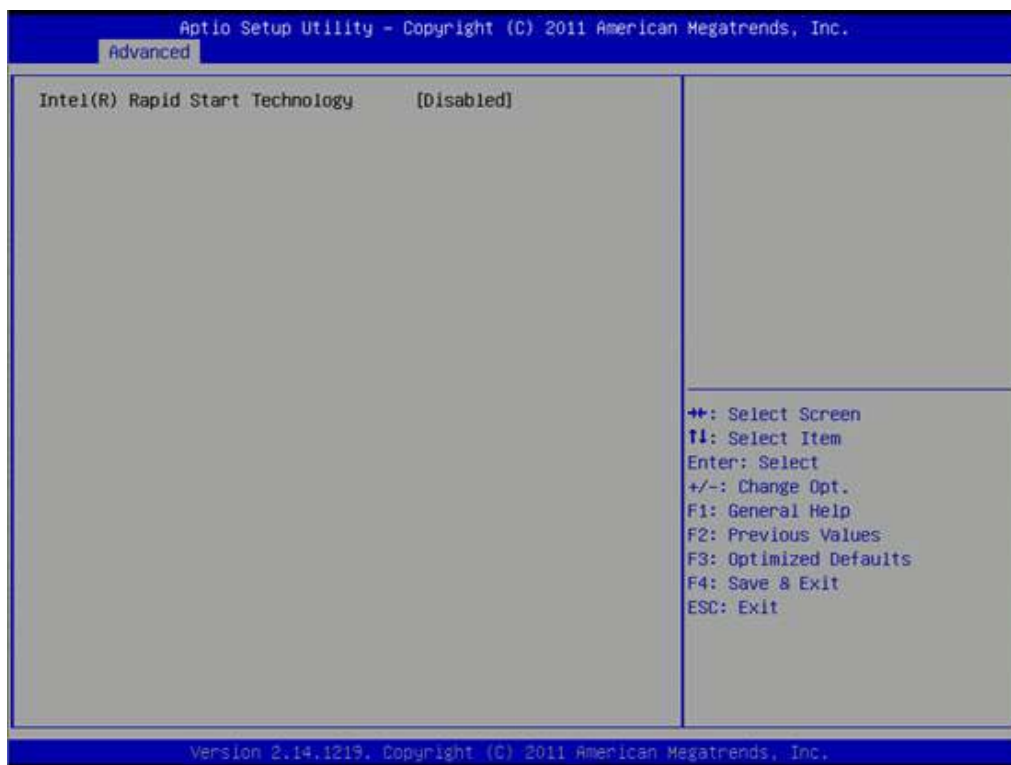 Aptio Setup Utility – Copyright (C) 2011 American Megatrends, Inc.
Advanced
Intel(R) Rapid Start Technology [Disabled]
→←: Select Screen
↑↓: Select Item
Enter: Select
+/-: Change Opt.
F1: General Help
F2: Previous Values
F3: Optimized Defaults
F4: Save & Exit
ESC: Exit
Version 2.14.1219. Copyright (C) 2011 American Megatrends, Inc.